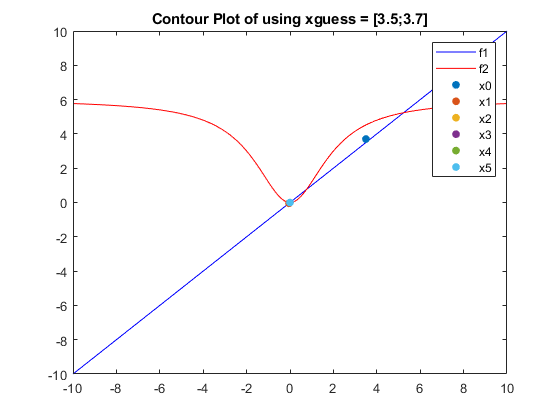 Contour Plot of using xguess = [3.5;3.7]
10
8
6
4
2
0
-2
-4
-6
-8
-10
-10 -8 -6 -4 -2 0 2 4 6 8 10
f1
f2
x0
x1
x2
x3
x4
x5